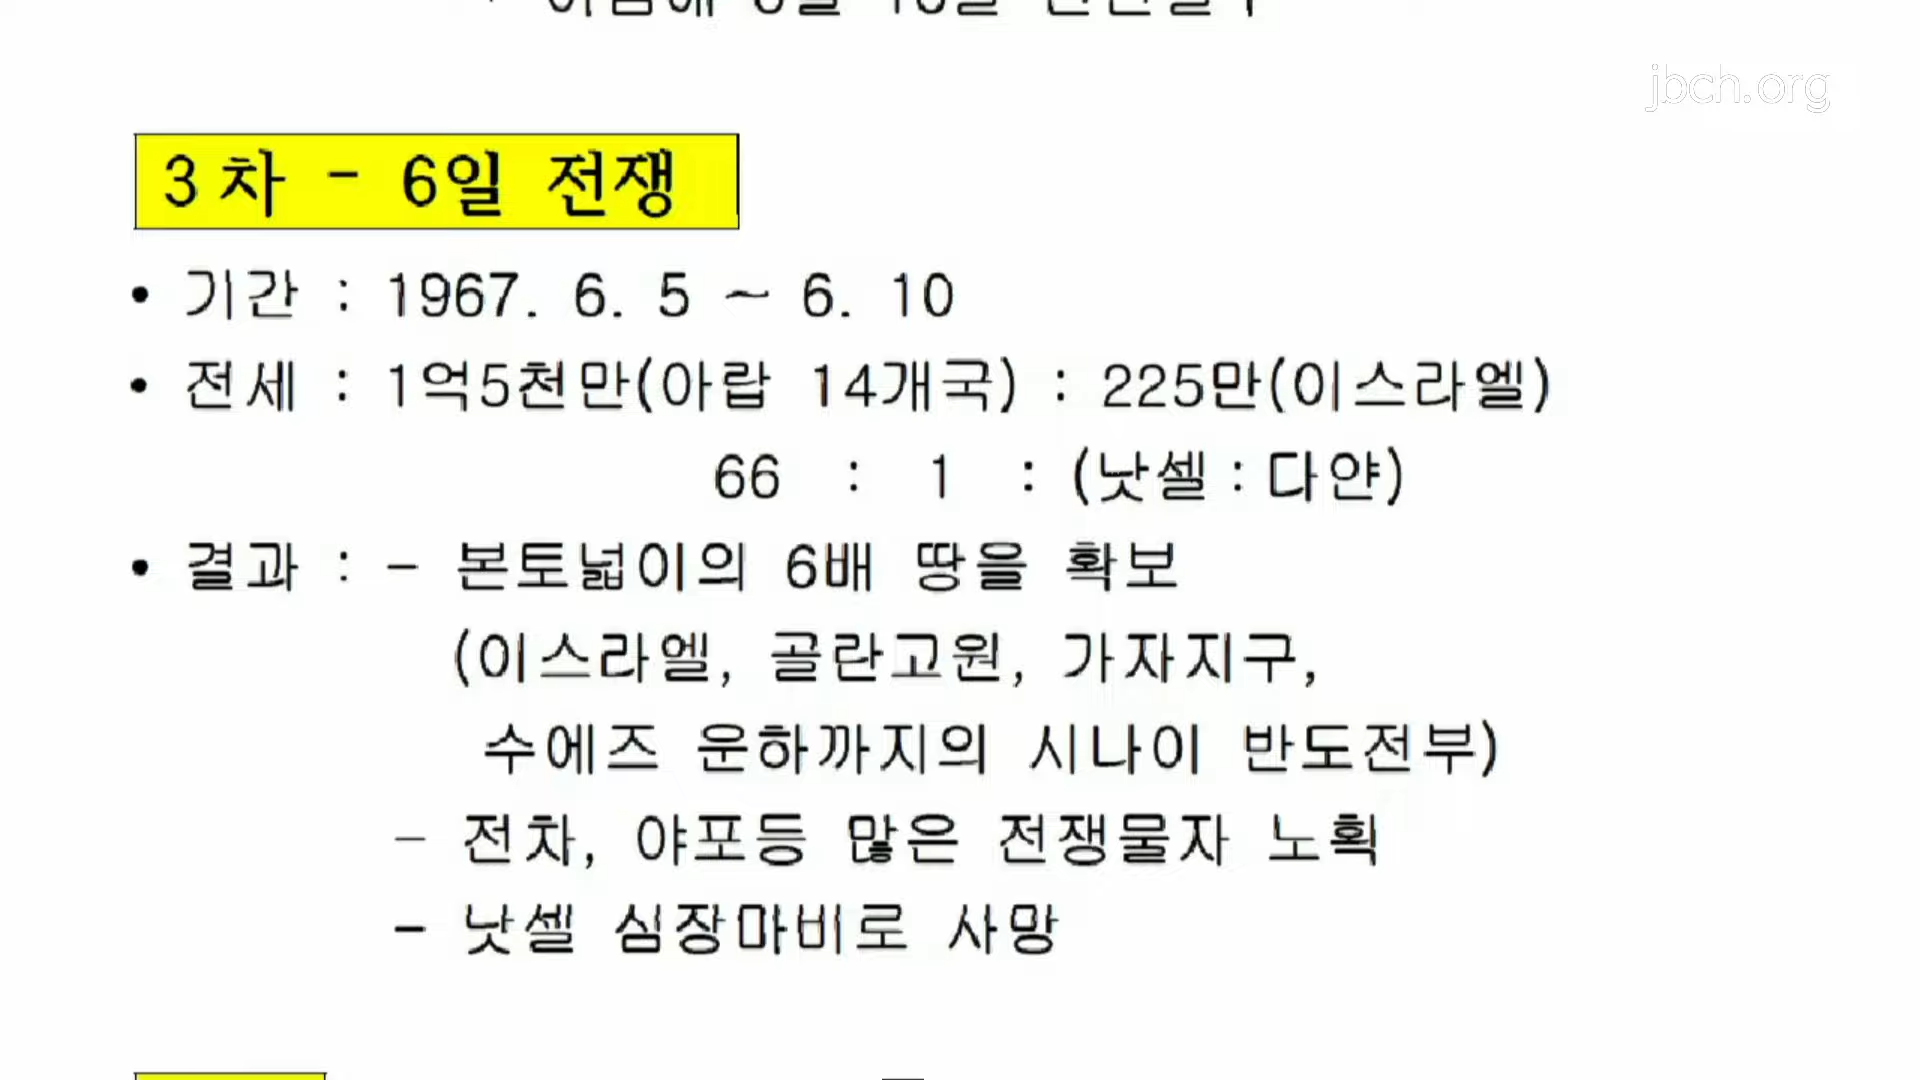 jbch.org
3차 - 6일 전쟁
• 기간 : 1967. 6. 5 ~ 6. 10
• 전세 : 1억5천만(아랍 14개국) : 225만(이스라엘)
66 : 1 : (낫셀 : 다얀)
• 결과 : - 본토넓이의 6배 땅을 확보
(이스라엘, 골란고원, 가자지구,
수에즈 운하까지의 시나이 반도전부)
- 전차, 야포등 많은 전쟁물자 노획
- 낫셀 심장마비로 사망